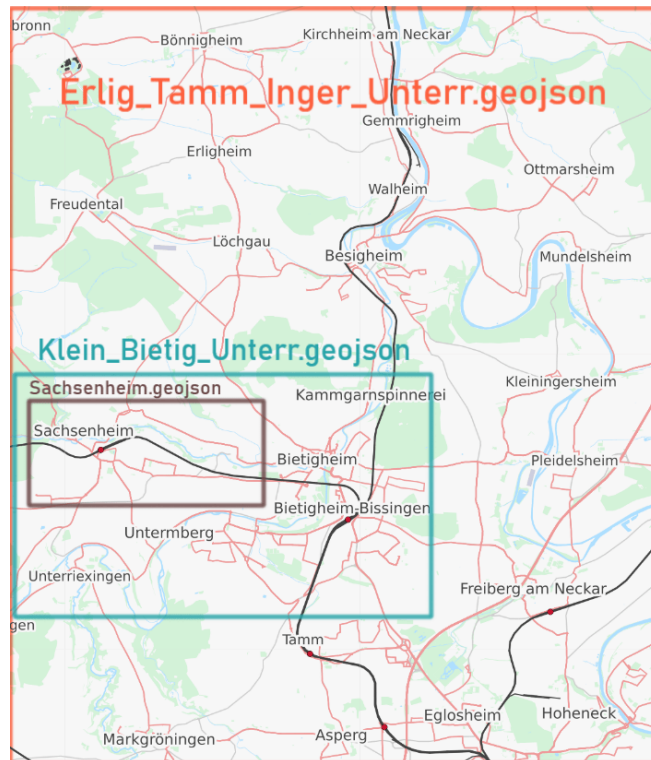 bronn
Bönnigheim
Kirchheim am Neckar
Erlig_Tamm_Inger_Unterr.geojson
Gemmrigheim
Erligheim
Ottmarsheim
Walheim
Freudental
Löchgau
Besigheim
Mundelsheim
Klein_Bietig_Unterr.geojson
Sachsenheim.geojson
Kleiningersheim
Kammgarnspinnerei
Sachsenheim
Bietigheim
Pleidelsheim
Bietigheim-Bissingen
Untermberg
Unterriexingen
Freiberg am Neckar
gen
Tamm
Eglosheim
Hoheneck
Asperg
Markgröningen